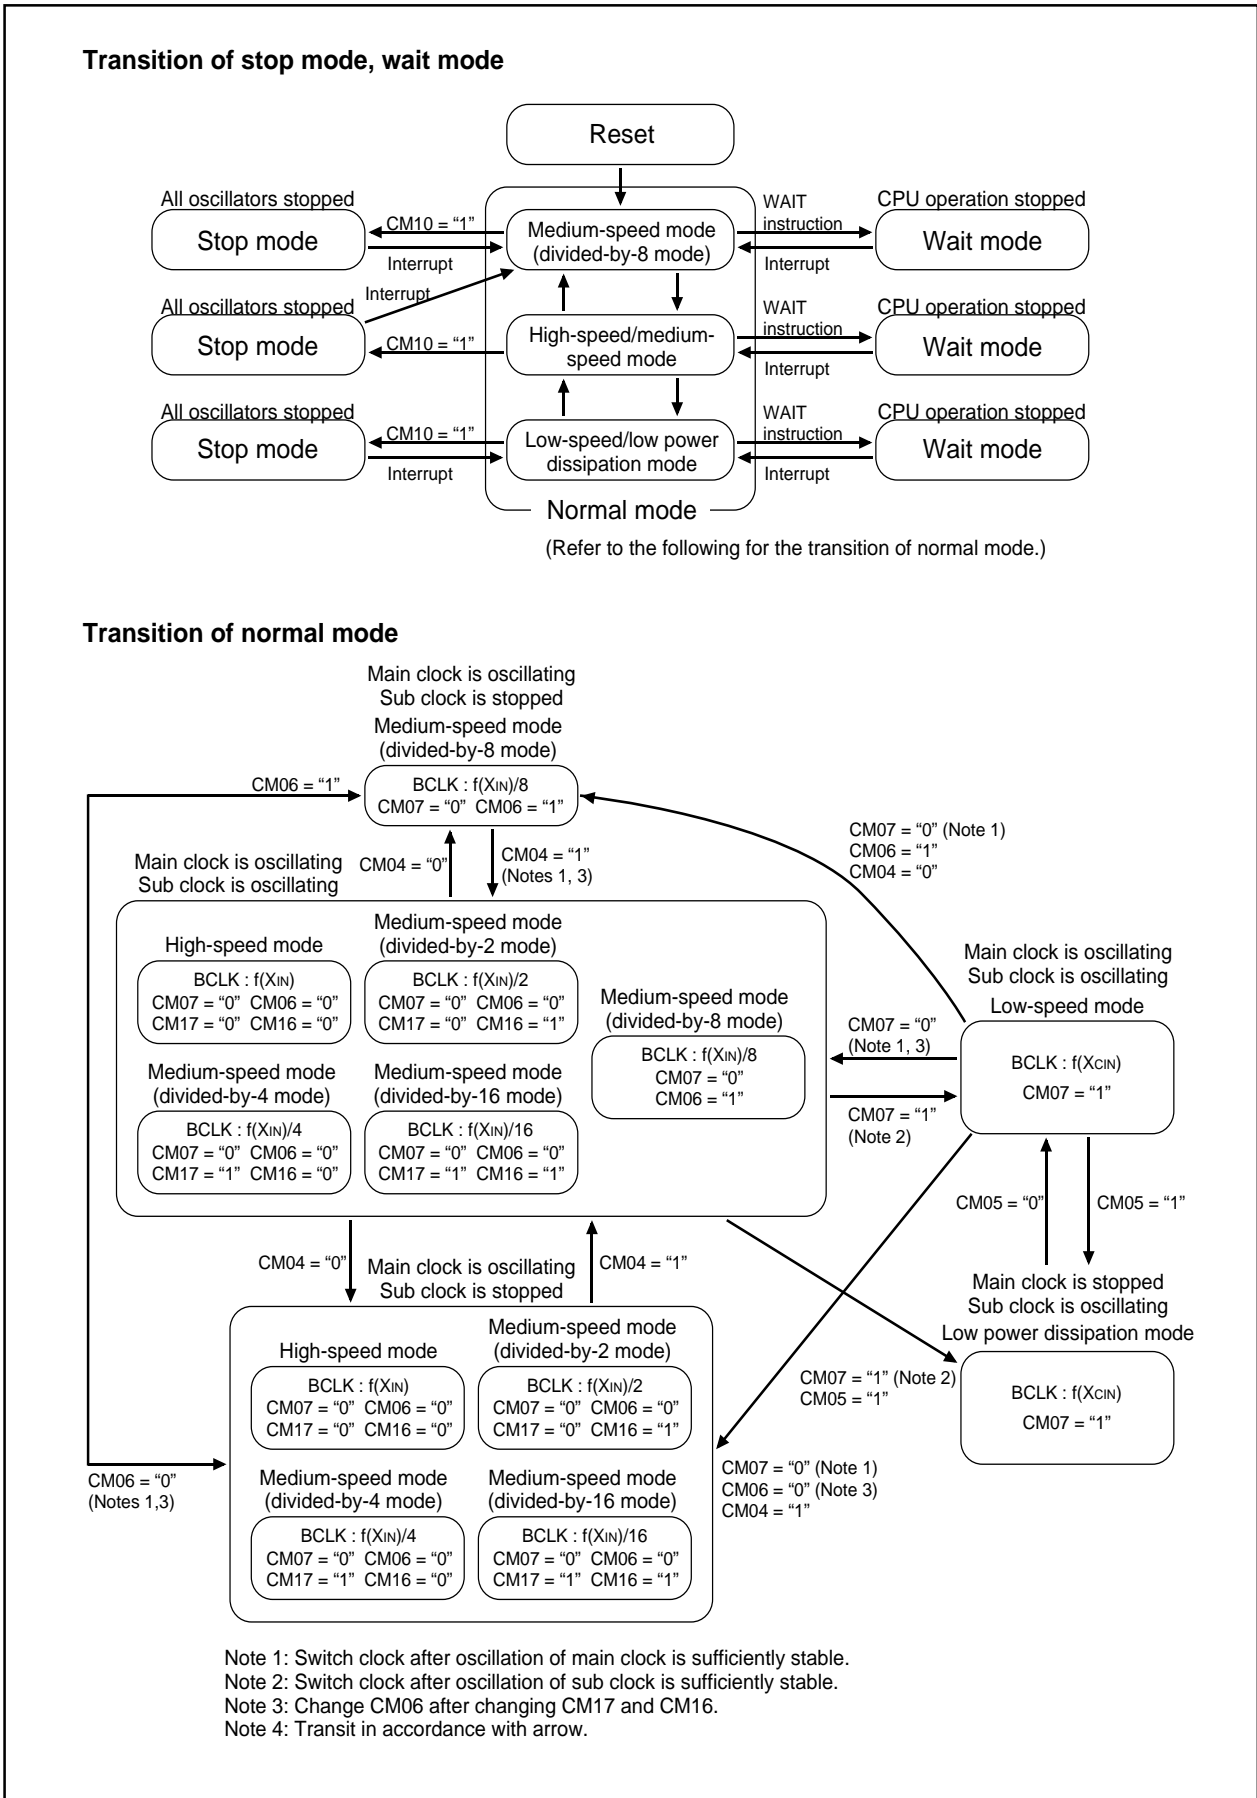 Transition of stop mode, wait mode
Reset
All oscillators stopped
Stop mode
CM10 = “1”
Interrupt
Medium-speed mode
(divided-by-8 mode)
WAIT
instruction
Interrupt
CPU operation stopped
Wait mode
Interrupt
All oscillators stopped
Stop mode
CM10 = “1”
High-speed/medium-
speed mode
WAIT
instruction
Interrupt
CPU operation stopped
Wait mode
All oscillators stopped
Stop mode
CM10 = “1”
Interrupt
Low-speed/low power
dissipation mode
WAIT
instruction
Interrupt
CPU operation stopped
Wait mode
Normal mode
(Refer to the following for the transition of normal mode.)
Transition of normal mode
Main clock is oscillating
Sub clock is stopped
Medium-speed mode
(divided-by-8 mode)
CM06 = “1”
BCLK : f(XIN)/8
CM07 = “0” CM06 = “1”
CM07 = “0” (Note 1)
CM06 = “1”
CM04 = “0”
Main clock is oscillating
Sub clock is oscillating
CM04 = “0”
CM04 = “1”
(Notes 1, 3)
High-speed mode
BCLK : f(XIN)
CM07 = “0” CM06 = “0”
CM17 = “0” CM16 = “0”
Medium-speed mode
(divided-by-2 mode)
BCLK : f(XIN)/2
CM07 = “0” CM06 = “0”
CM17 = “0” CM16 = “1”
Medium-speed mode
(divided-by-8 mode)
BCLK : f(XIN)/8
CM07 = “0”
CM06 = “1”
Medium-speed mode
(divided-by-4 mode)
BCLK : f(XIN)/4
CM07 = “0” CM06 = “0”
CM17 = “1” CM16 = “0”
Medium-speed mode
(divided-by-16 mode)
BCLK : f(XIN)/16
CM07 = “0” CM06 = “0”
CM17 = “1” CM16 = “1”
CM07 = “0”
(Note 1, 3)
CM07 = “1”
(Note 2)
Main clock is oscillating
Sub clock is oscillating
Low-speed mode
BCLK : f(XCIN)
CM07 = “1”
CM05 = “0”
CM05 = “1”
CM04 = “0”
Main clock is oscillating
Sub clock is stopped
CM04 = “1”
Main clock is stopped
Sub clock is oscillating
Low power dissipation mode
BCLK : f(XCIN)
CM07 = “1”
CM07 = “1” (Note 2)
CM05 = “1”
High-speed mode
BCLK : f(XIN)
CM07 = “0” CM06 = “0”
CM17 = “0” CM16 = “0”
Medium-speed mode
(divided-by-2 mode)
BCLK : f(XIN)/2
CM07 = “0” CM06 = “0”
CM17 = “0” CM16 = “1”
CM06 = “0”
(Notes 1,3)
Medium-speed mode
(divided-by-4 mode)
BCLK : f(XIN)/4
CM07 = “0” CM06 = “0”
CM17 = “1” CM16 = “0”
Medium-speed mode
(divided-by-16 mode)
BCLK : f(XIN)/16
CM07 = “0” CM06 = “0”
CM17 = “1” CM16 = “1”
CM07 = “0” (Note 1)
CM06 = “0” (Note 3)
CM04 = “1”
Note 1: Switch clock after oscillation of main clock is sufficiently stable.
Note 2: Switch clock after oscillation of sub clock is sufficiently stable.
Note 3: Change CM06 after changing CM17 and CM16.
Note 4: Transit in accordance with arrow.